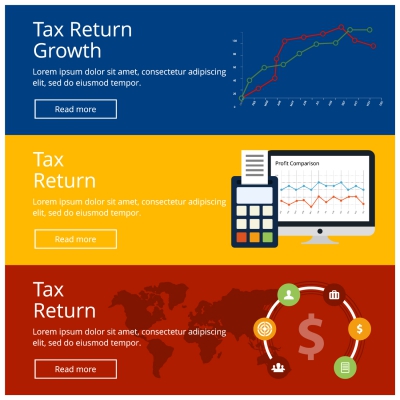 Tax Return
Growth
Lorem ipsum dolor sit amet, consectetur adipiscing
elit, sed do eiusmod tempor.
Read more
Tax
Return
Lorem ipsum dolor sit amet, consectetur adipiscing
elit, sed do eiusmod tempor.
Read more
Profit Comparison
Tax
Return
Lorem ipsum dolor sit amet, consectetur adipiscing
elit, sed do eiusmod tempor.
Read more
$
$